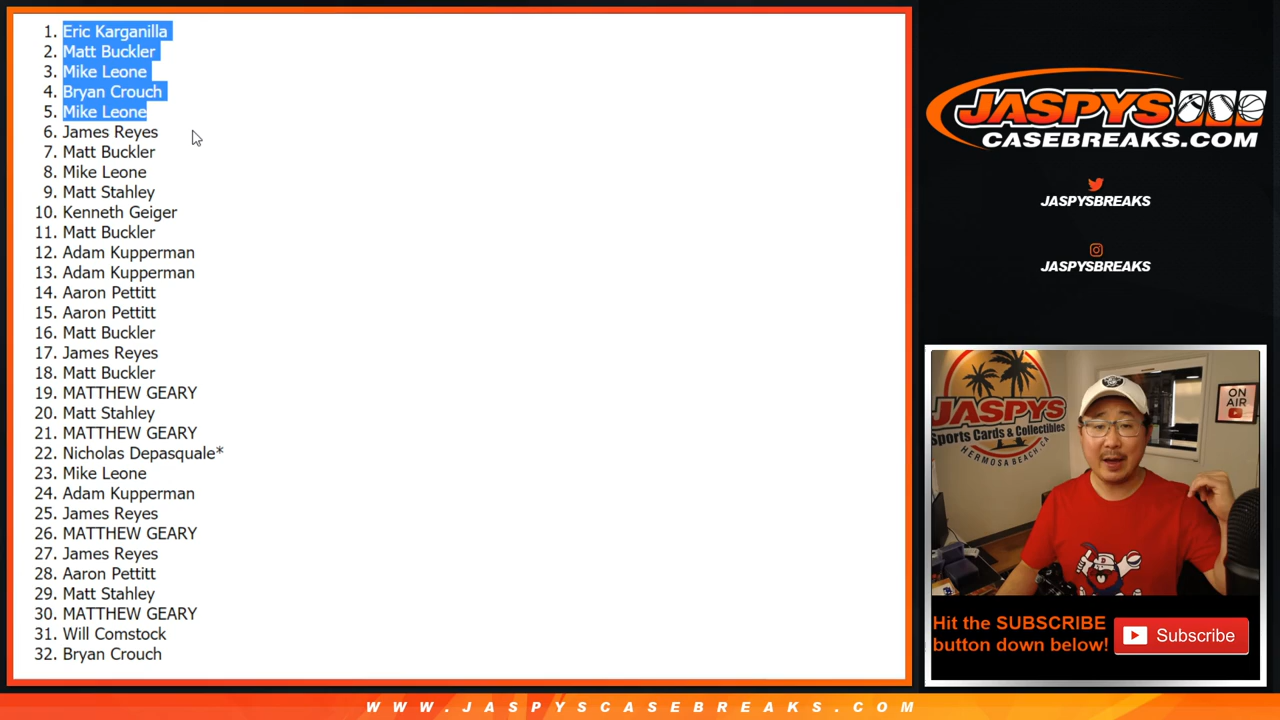 1. Eric Karganilla
2. Matt Buckler
3. Mike Leone
4. Bryan Crouch
5. Mike Leone
6. James Reyes
7. Matt Buckler
8. Mike Leone
9. Matt Stahley
10. Kenneth Geiger
11. Matt Buckler
12. Adam Kupperman
13. Adam Kupperman
14. Aaron Pettitt
15. Aaron Pettitt
16. Matt Buckler
17. James Reyes
18. Matt Buckler
19. MATTHEW GEARY
20. Matt Stahley
21. MATTHEW GEARY
22. Nicholas Depasquale*
23. Mike Leone
24. Adam Kupperman
25. James Reyes
26. MATTHEW GEARY
27. James Reyes
28. Aaron Pettitt
29. Matt Stahley
30. MATTHEW GEARY
31. Will Comstock
32. Bryan Crouch
JASPYS
CASEBREAKS.COM
JASPYSBREAKS
JASPYSBREAKS
JASPYS
Sports Cards & Collectibles
HERMOSA BEACH, CA
ON
AIR
Hit the SUBSCRIBE
button down below!
Subscribe
WWW.JASPYSCASEBREAKS.COM